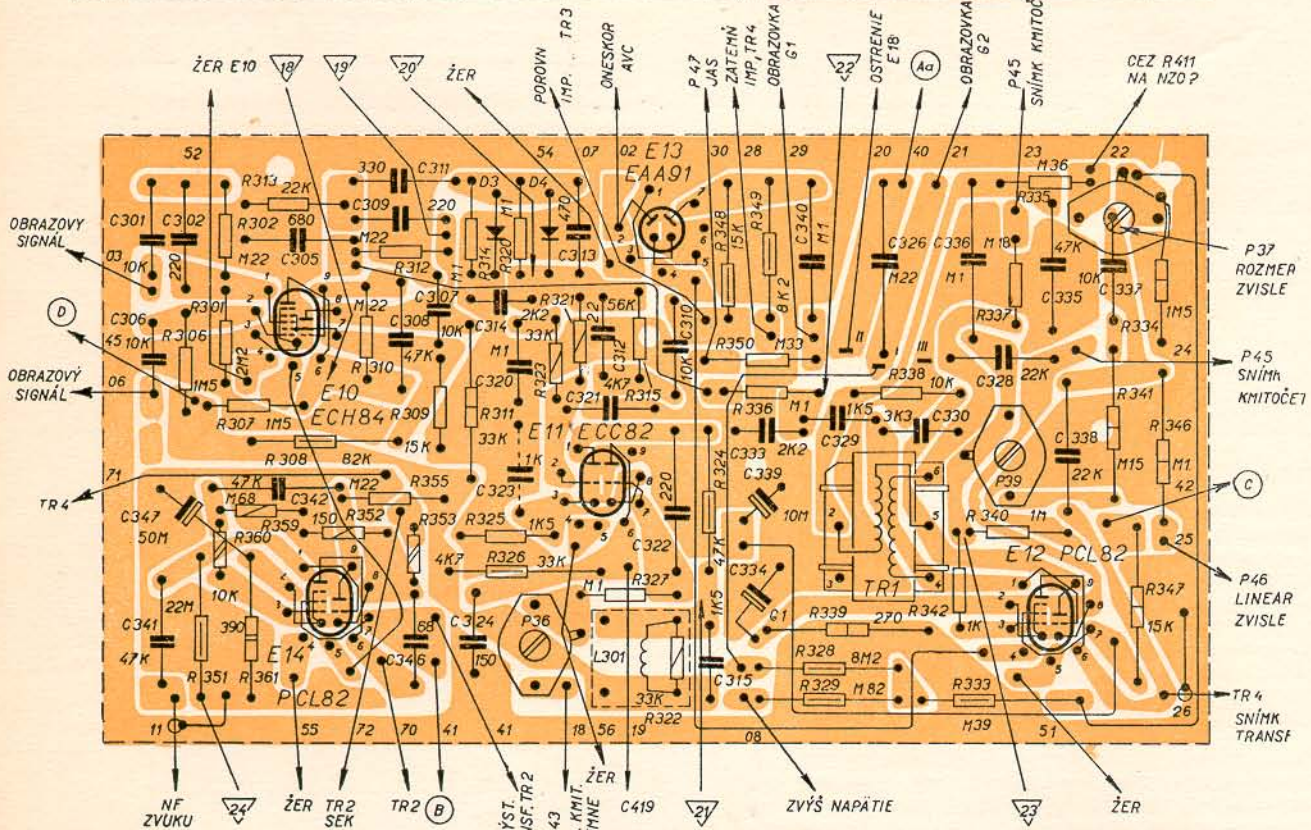 ŽER E10
18
19
20
ŽER
POROVN
IMP. TR3
ONESKOR
AVC
P 47
JAS
ZATEMŇ
IMP, TR4
OBRAZOVKA
G1
22
OSTRENIE
E18
Aa
OBRAZOVKA
G2
P45
SNÍMK KMITOČ
CEZ R411
NA NZO?
52
54
07
02
E13
EAA91
30
28
29
20
40
21
23
22
R313
22K
330
C311
D3
D4
M1
470
M36
R335
C301
C302
R302
680
C309
220
R348
15K
R349
C340
M1
C326
C336
M18
47K
OBRAZOVÝ
SIGNÁL
03
10K
220
M22
C305
M22
R312
M1
R314
R320
C313
8K2
M22
M1
C335
10K
C337
P37
ROZMER
ZVISLE
D
C306
R301
M22
C307
C314
R321
2K2
33K
56K
C312
C310
R337
R334
1M5
45
10K
R306
2M2
R310
C308
10K
47K
M1
R323
4K7
10K
R350
M33
II
III
24
P45
SNÍMK
KMITOČET
OBRAZOVÝ
SIGNÁL
06
1M5
E10
ECH84
C320
C321
R315
R336
M1
R338
10K
C328
22K
R341
R307
1M5
R309
R311
E11
ECC82
1K5
3K3
C330
R346
R308
82K
15K
33K
C333
2K2
C329
C338
22K
M15
M1
71
TR4
47K
M22
R355
1K
C323
R324
220
C339
10M
P39
42
C
C347
50M
M68
C342
R359
150
R352
R353
R325
1K5
C322
47K
R340
1M
E12
PCL82
25
R360
10K
4K7
R326
33K
M1
R327
C334
G1
TR1
R342
P46
LINEAR
ZVISLE
C341
22M
390
68
C324
P36
1K5
R339
270
1K
R347
47K
R351
R361
E14
PCL82
C346
150
L301
33K
R322
C315
R328
8M2
R329
M82
R333
M39
15K
TR4
SNÍMK
TRANSF
11
55
72
70
41
41
18
56
19
08
51
26
NF
ZVUKU
24
ŽER
TR2
SEK
TR2
B
ŽER
C419
21
ZVÝŠ NAPÄTIE
23
ŽER